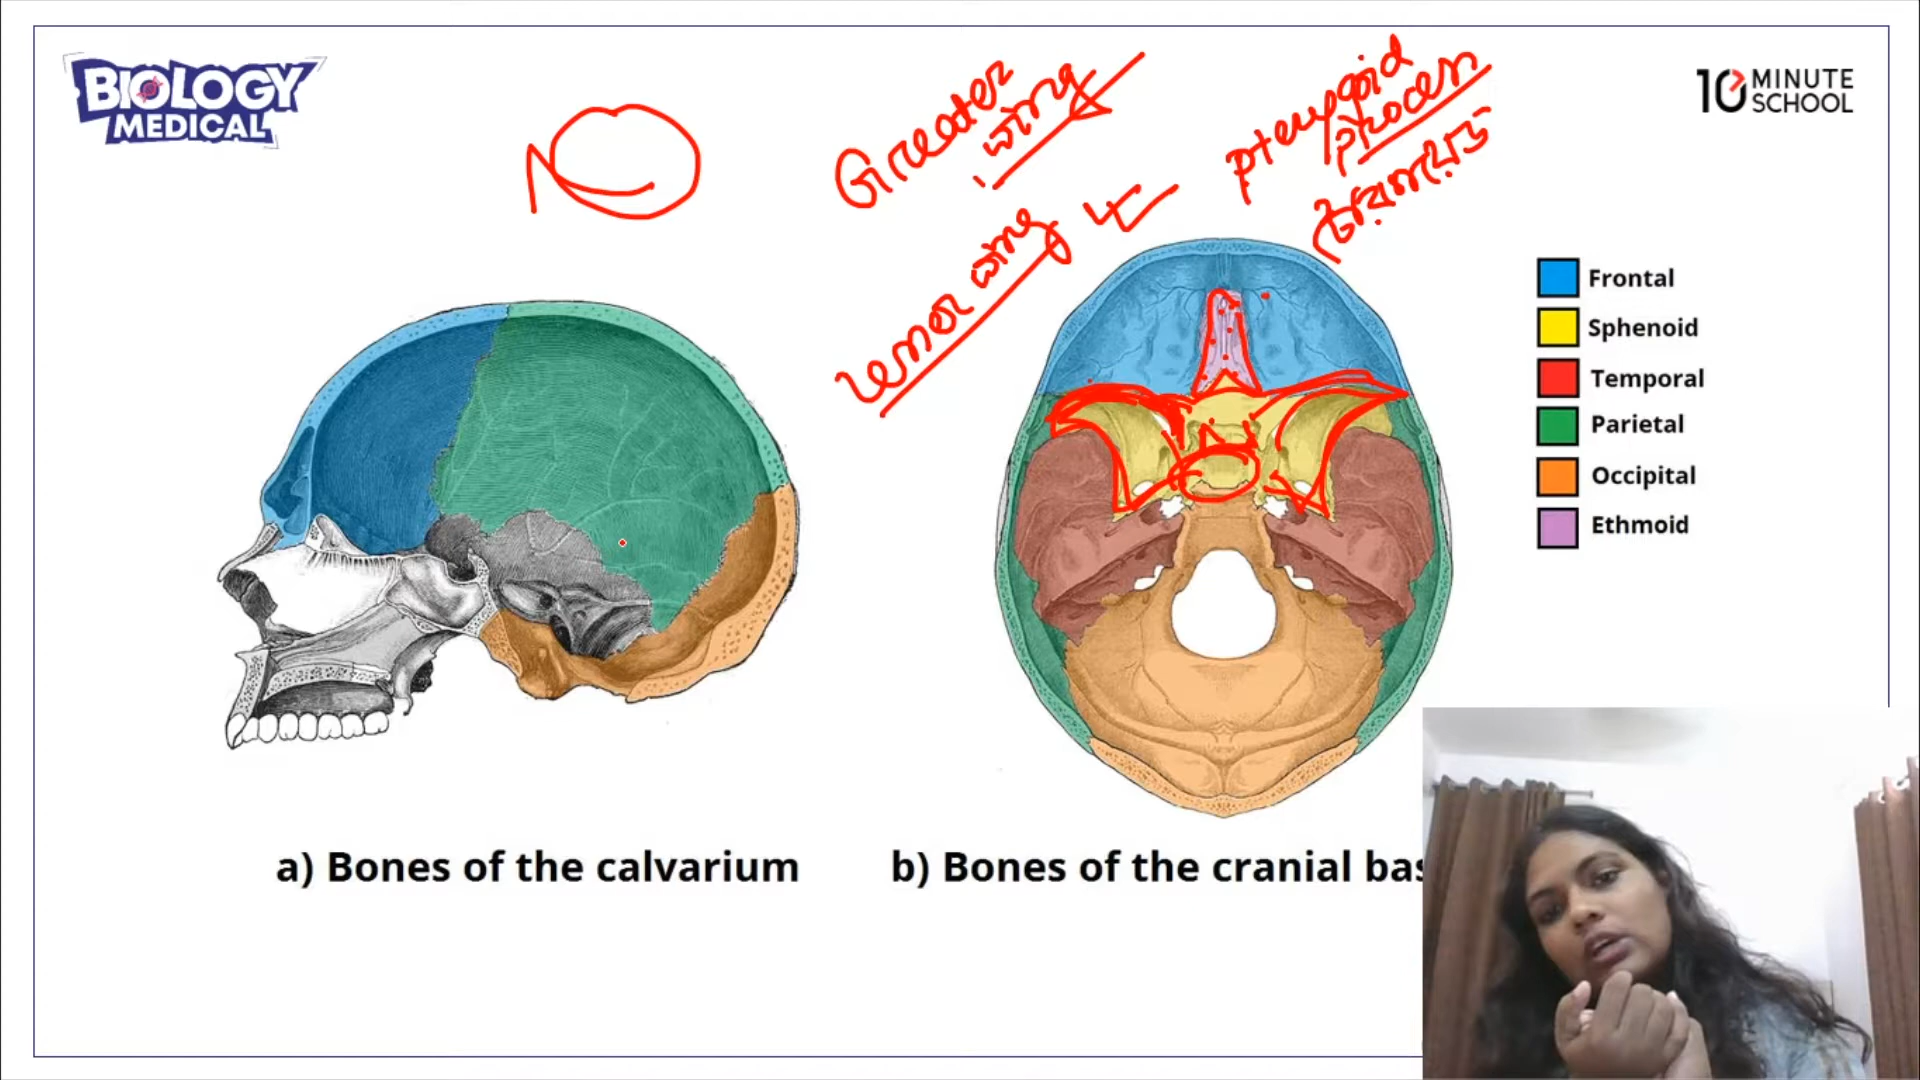 BIOLOGY
MEDICAL
10 MINUTE
SCHOOL
Greater
wing
Lesser wing
pterygoid
process
Frontal
Sphenoid
Temporal
Parietal
Occipital
Ethmoid
a) Bones of the calvarium
b) Bones of the cranial bas